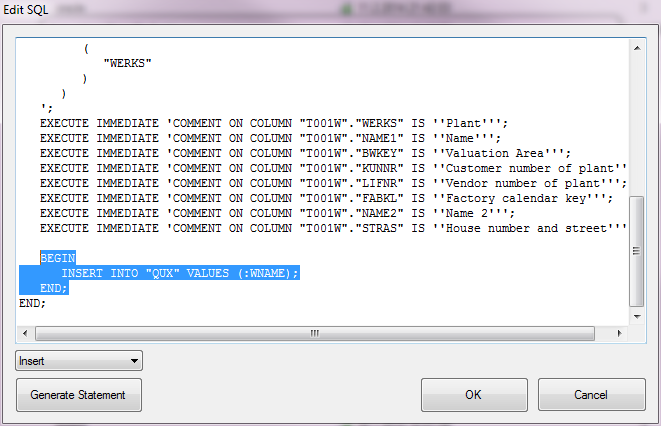 Edit SQL
(
"WERKS"
)
)
';
EXECUTE IMMEDIATE 'COMMENT ON COLUMN "T001W"."WERKS" IS ''Plant''';
EXECUTE IMMEDIATE 'COMMENT ON COLUMN "T001W"."NAME1" IS ''Name''';
EXECUTE IMMEDIATE 'COMMENT ON COLUMN "T001W"."BWKEY" IS ''Valuation Area''';
EXECUTE IMMEDIATE 'COMMENT ON COLUMN "T001W"."KUNNR" IS ''Customer number of plant''
EXECUTE IMMEDIATE 'COMMENT ON COLUMN "T001W"."LIFNR" IS ''Vendor number of plant''';
EXECUTE IMMEDIATE 'COMMENT ON COLUMN "T001W"."FABKL" IS ''Factory calendar key''';
EXECUTE IMMEDIATE 'COMMENT ON COLUMN "T001W"."NAME2" IS ''Name 2''';
EXECUTE IMMEDIATE 'COMMENT ON COLUMN "T001W"."STRAS" IS ''House number and street'''
BEGIN
INSERT INTO "QUX" VALUES (:WNAME);
END;
END;
Insert
Generate Statement
OK
Cancel